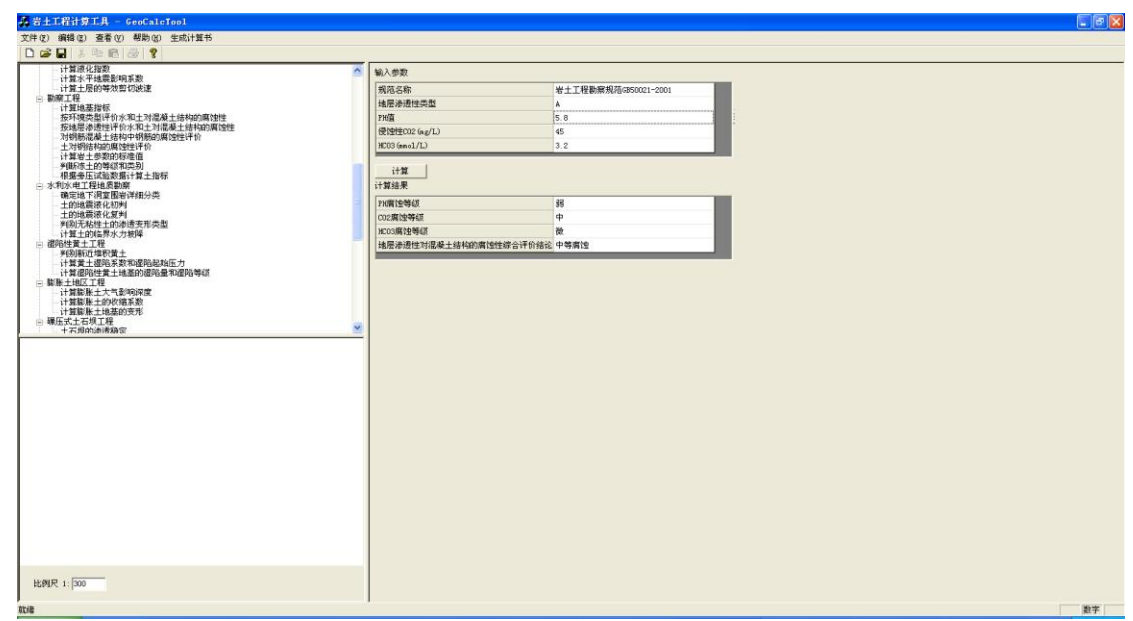 岩土工程计算工具 - GeoCalcTool
文件(F) 编辑(E) 查看(V) 帮助(H) 生成计算书
计算液化指数
计算水平地震影响系数
计算土层的等效剪切波速
勘察工程
计算地基指标
按环境类型评价水和土对混凝土结构的腐蚀性
按地层渗透性评价水和土对混凝土结构的腐蚀性
对钢筋混凝土结构中钢筋的腐蚀性评价
土对钢结构的腐蚀性评价
计算岩土参数的标准值
判断冻土的等级和类别
根据旁压试验数据计算土指标
水利水电工程地质勘察
确定地下洞室围岩详细分类
土的地震液化初判
土的地震液化复判
判别无粘性土的渗透变形类型
计算土的临界水力坡降
湿陷性黄土工程
判别新近堆积黄土
计算黄土湿陷系数和湿陷起始压力
计算湿陷性黄土地基的湿陷量和湿陷等级
膨胀土地区工程
计算膨胀土大气影响深度
计算膨胀土的收缩系数
计算膨胀土地基的变形
碾压式土石坝工程
土石坝的渗透稳定
比例尺 1: 300
输入参数
规范名称 岩土工程勘察规范GB50021-2001
地层渗透性类型 A
PH值 5.8
侵蚀性CO2(mg/L) 45
HCO3(mmol/L) 3.2
计算
计算结果
PH腐蚀等级 弱
CO2腐蚀等级 中
HCO3腐蚀等级 微
地层渗透性对混凝土结构的腐蚀性综合评价结论 中等腐蚀
就绪 数字